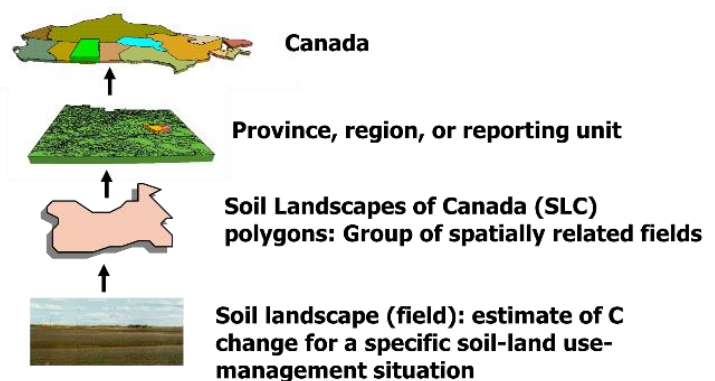 Canada
Province, region, or reporting unit
Soil Landscapes of Canada (SLC)
polygons: Group of spatially related fields
Soil landscape (field): estimate of C
change for a specific soil-land use-
management situation